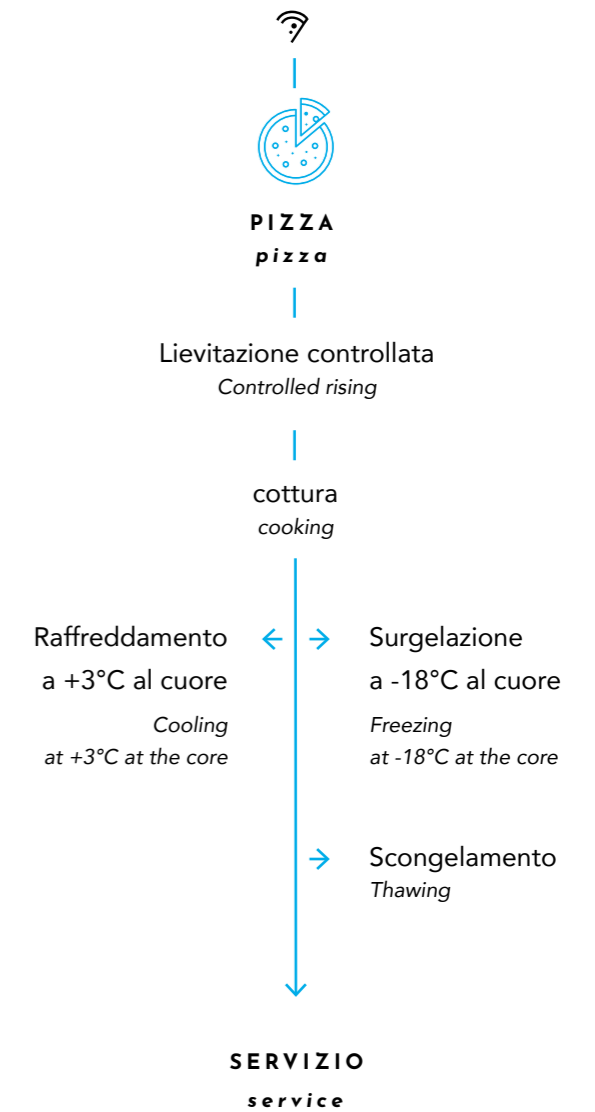 PIZZA
pizza
Lievitazione controllata
Controlled rising
cottura
cooking
Raffreddamento
a +3°C al cuore
Cooling
at +3°C at the core
Surgelazione
a -18°C al cuore
Freezing
at -18°C at the core
Scongelamento
Thawing
SERVIZIO
service